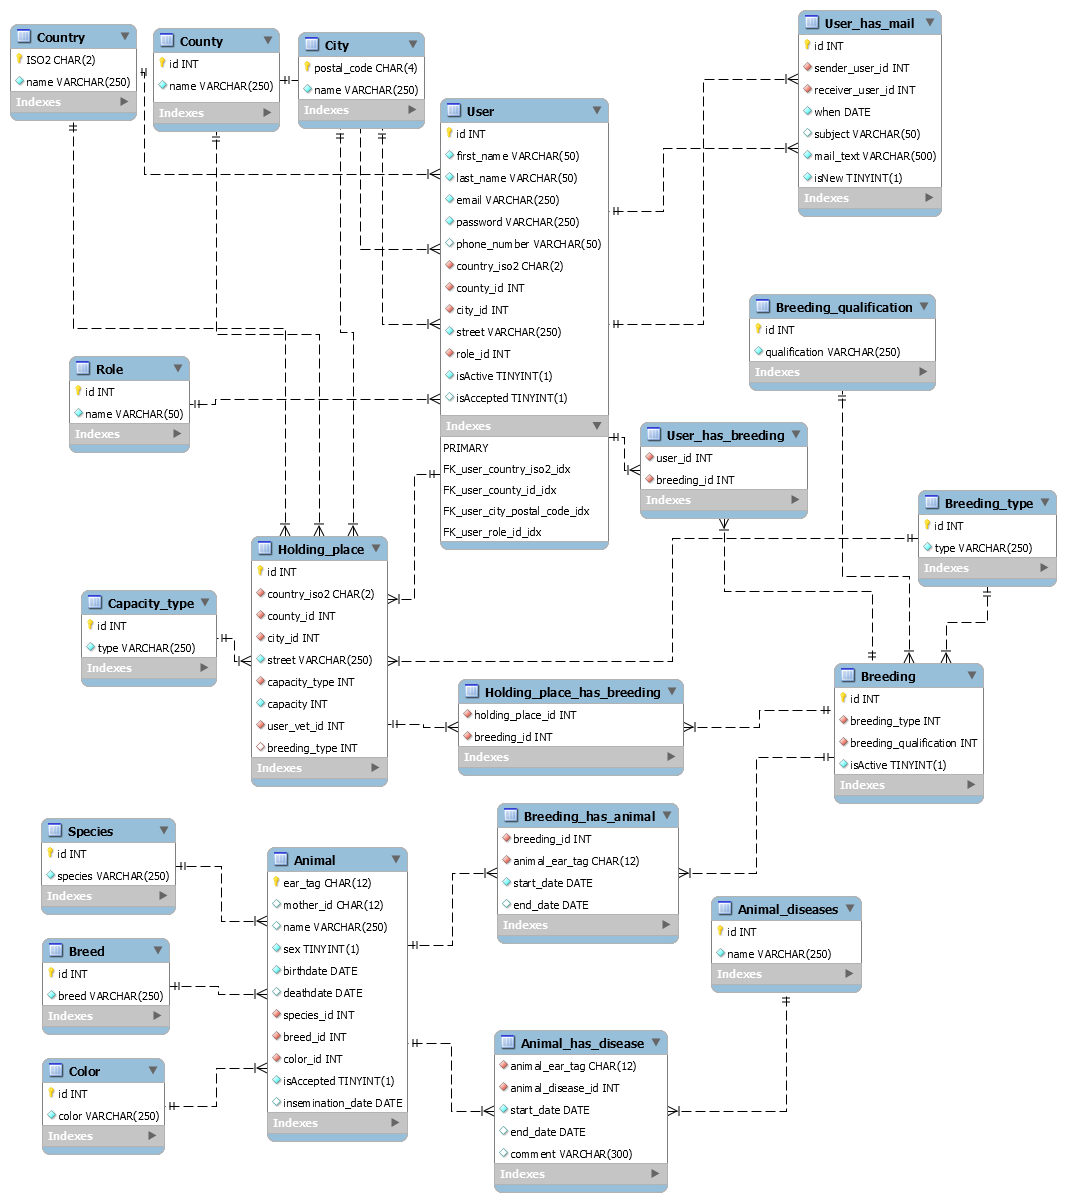 Country
ISO2 CHAR(2)
name VARCHAR(250)
Indexes
County
id INT
name VARCHAR(250)
Indexes
City
postal_code CHAR(4)
name VARCHAR(250)
Indexes
User
id INT
first_name VARCHAR(50)
last_name VARCHAR(50)
email VARCHAR(250)
password VARCHAR(250)
phone_number VARCHAR(50)
country_iso2 CHAR(2)
county_id INT
city_id INT
street VARCHAR(250)
role_id INT
isActive TINYINT(1)
isAccepted TINYINT(1)
Indexes
PRIMARY
FK_user_country_iso2_idx
FK_user_county_id_idx
FK_user_city_postal_code_idx
FK_user_role_id_idx
User_has_mail
id INT
sender_user_id INT
receiver_user_id INT
when DATE
subject VARCHAR(50)
mail_text VARCHAR(500)
isNew TINYINT(1)
Indexes
Breeding_qualification
id INT
qualification VARCHAR(250)
Indexes
Role
id INT
name VARCHAR(50)
Indexes
User_has_breeding
user_id INT
breeding_id INT
Indexes
Breeding_type
id INT
type VARCHAR(250)
Indexes
Holding_place
id INT
country_iso2 CHAR(2)
county_id INT
city_id INT
street VARCHAR(250)
capacity_type INT
capacity INT
user_vet_id INT
breeding_type INT
Indexes
Capacity_type
id INT
type VARCHAR(250)
Indexes
Holding_place_has_breeding
holding_place_id INT
breeding_id INT
Indexes
Breeding
id INT
breeding_type INT
breeding_qualification INT
isActive TINYINT(1)
Indexes
Species
id INT
species VARCHAR(250)
Indexes
Animal
ear_tag CHAR(12)
mother_id CHAR(12)
name VARCHAR(250)
sex TINYINT(1)
birthdate DATE
deathdate DATE
species_id INT
breed_id INT
color_id INT
isAccepted TINYINT(1)
insemination_date DATE
Indexes
Breeding_has_animal
breeding_id INT
animal_ear_tag CHAR(12)
start_date DATE
end_date DATE
Indexes
Animal_diseases
id INT
name VARCHAR(250)
Indexes
Breed
id INT
breed VARCHAR(250)
Indexes
Color
id INT
color VARCHAR(250)
Indexes
Animal_has_disease
animal_ear_tag CHAR(12)
animal_disease_id INT
start_date DATE
end_date DATE
comment VARCHAR(300)
Indexes